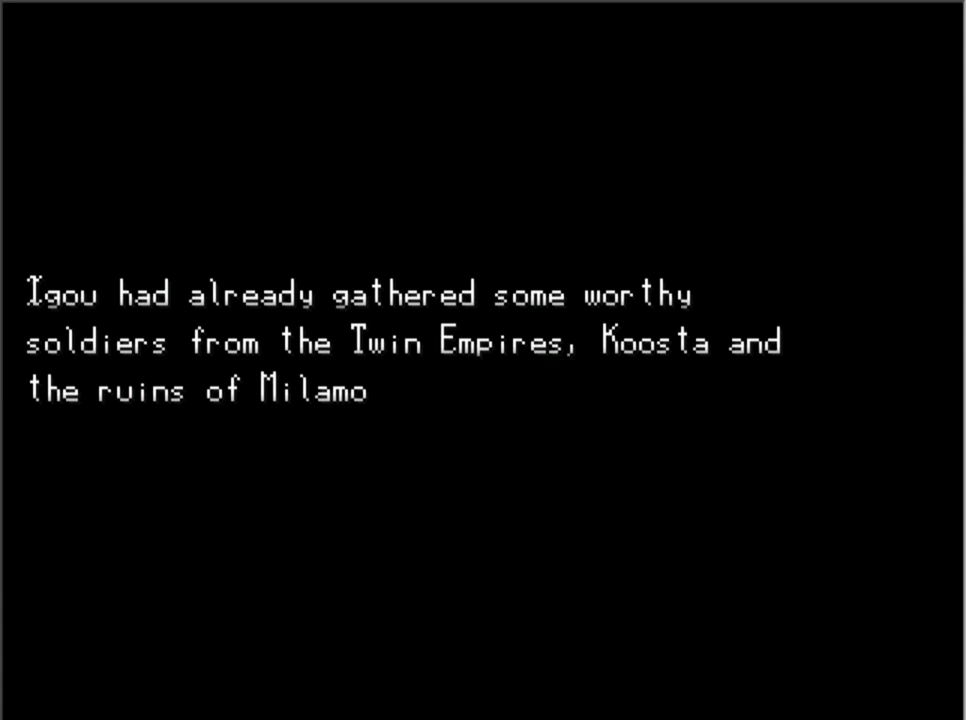 Igou had already gathered some worthy
soldiers from the Twin Empires, Koosta and
the ruins of Milamo